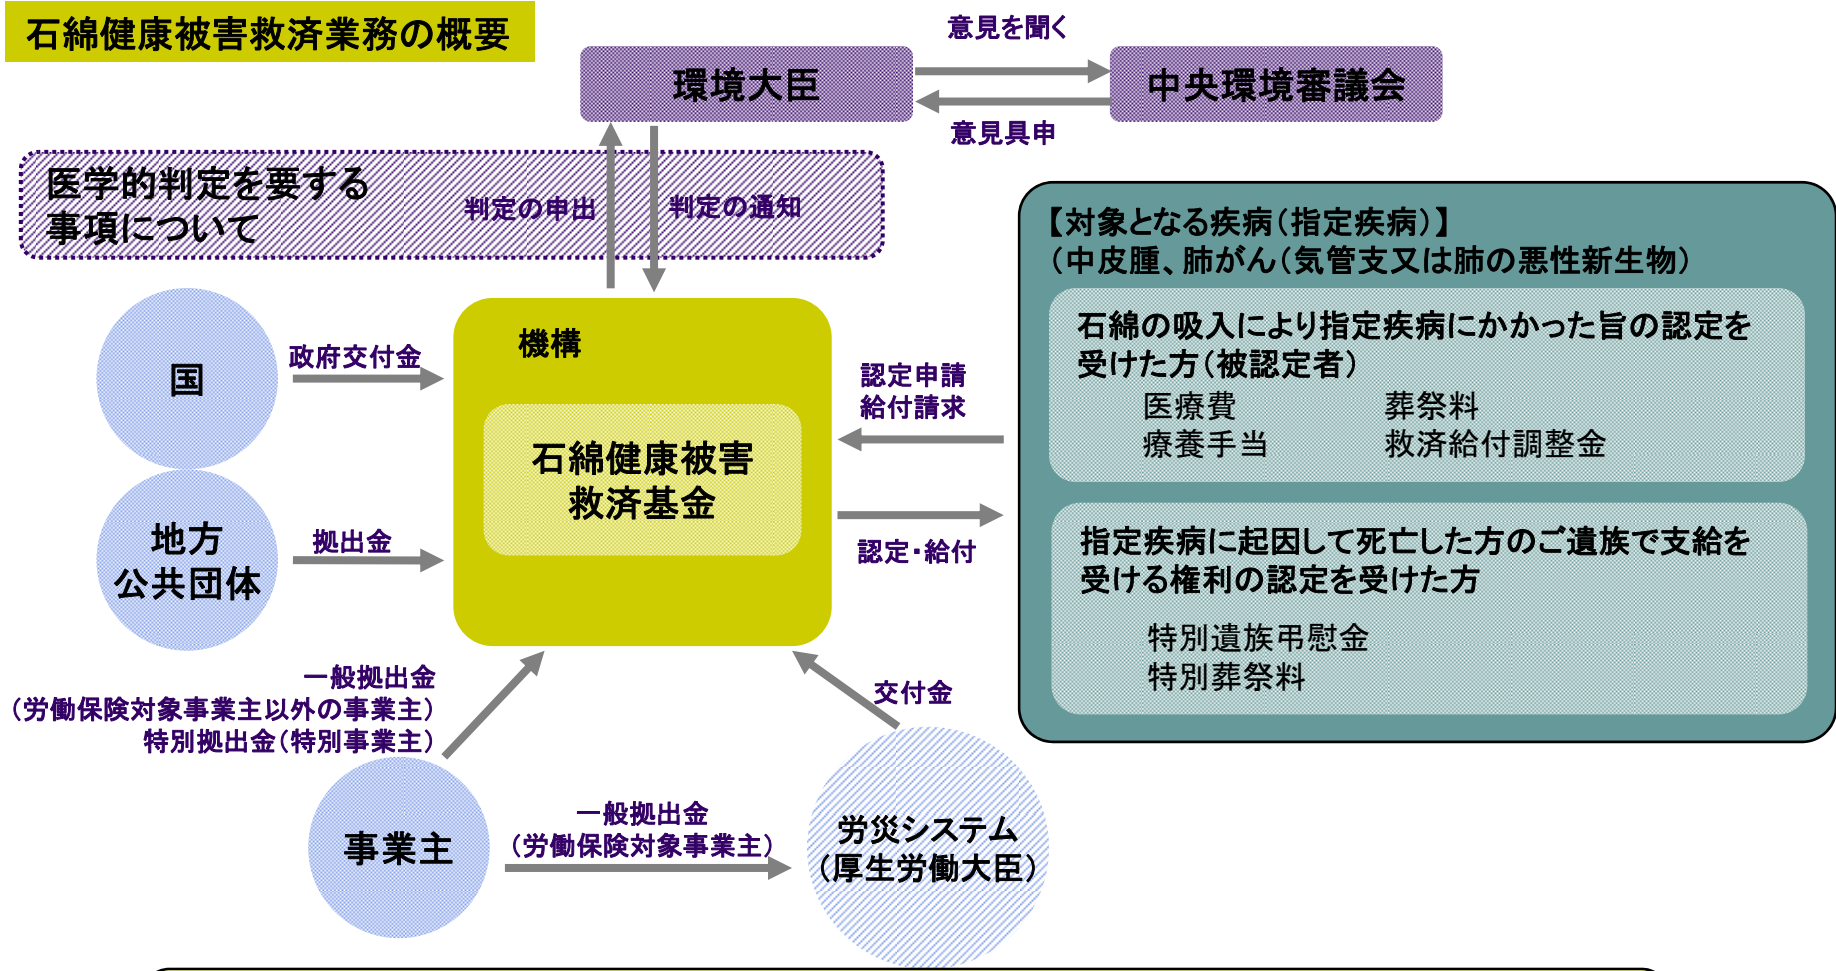 石綿健康被害救済業務の概要
意見を聞く
環境大臣
中央環境審議会
意見具申
医学的判定を要する
事項について
判定の申出
判定の通知
【対象となる疾病(指定疾病)】
(中皮腫、肺がん(気管支又は肺の悪性新生物)
石綿の吸入により指定疾病にかかった旨の認定を
受けた方(被認定者)
医療費
葬祭料
療養手当
救済給付調整金
指定疾病に起因して死亡した方のご遺族で支給を
受ける権利の認定を受けた方
特別遺族弔慰金
特別葬祭料
国
政府交付金
機構
石綿健康被害
救済基金
認定申請
給付請求
認定・給付
地方
公共団体
拠出金
一般拠出金
(労働保険対象事業主以外の事業主)
特別拠出金(特別事業主)
交付金
事業主
一般拠出金
(労働保険対象事業主)
労災システム
(厚生労働大臣)